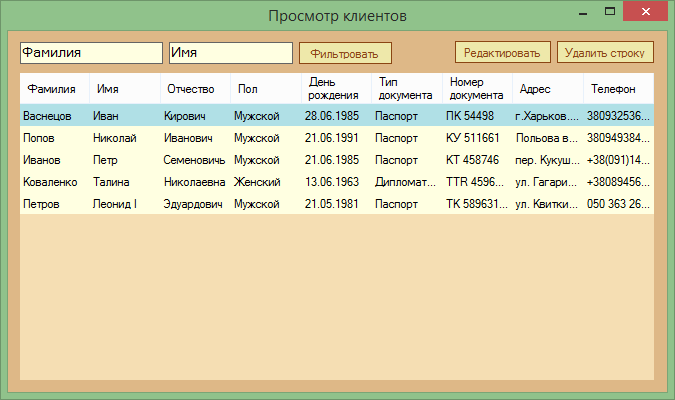 Просмотр клиентов
Фамилия Имя Фильтровать Редактировать Удалить строку
Фамилия Имя Отчество Пол День рождения Тип документа Номер документа Адрес Телефон
Васнецов Иван Кирович Мужской 28.06.1985 Паспорт ПК 54498 г.Харьков.... 380932536...
Попов Николай Иванович Мужской 21.06.1991 Паспорт КУ 511661 Польова в... 380949384...
Иванов Петр Семеновичь Мужской 21.06.1985 Паспорт КТ 458746 пер. Кукуш... +38(091)14...
Коваленко Талина Николаевна Женский 13.06.1963 Дипломат... TTR 4596... ул. Гагари... +38089456...
Петров Леонид I Эдуардович Мужской 21.05.1981 Паспорт ТК 589631... ул. Квитки... 050 363 26...